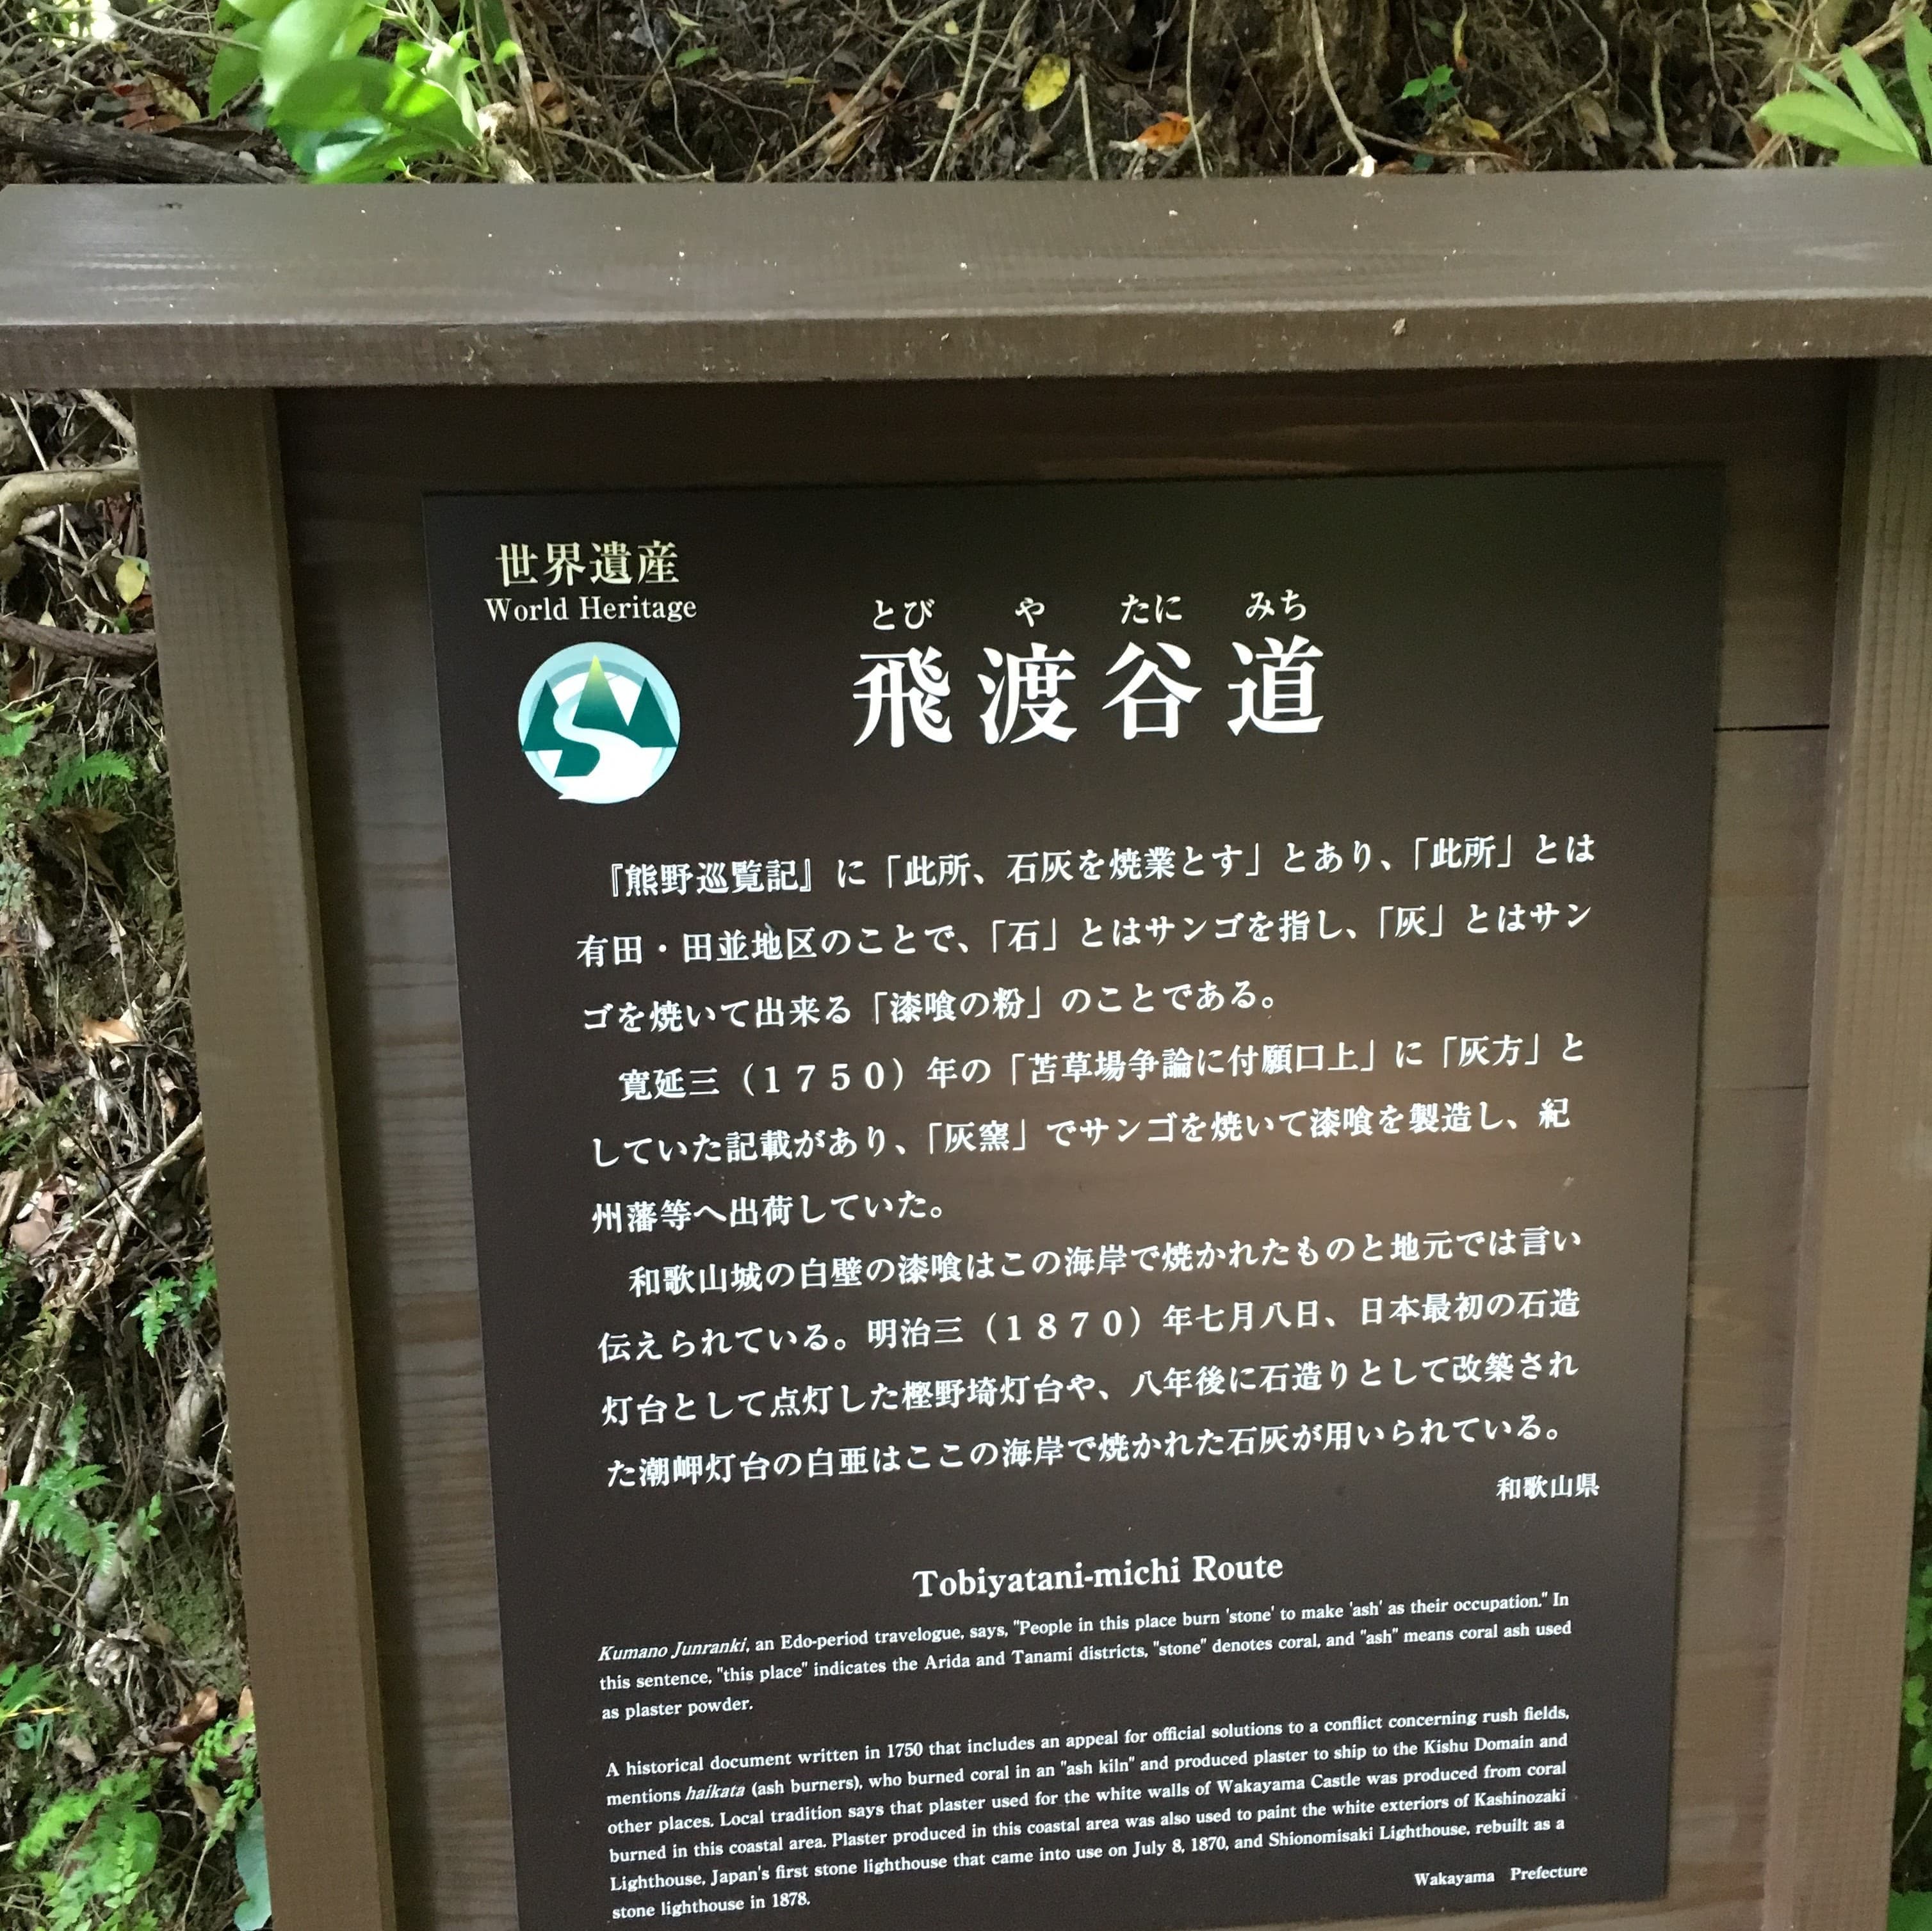 世界遺産
World Heritage
とび や たに みち
飛渡谷道
『熊野巡覧記』に「此所、石灰を焼業とす」とあり、「此所」とは
有田・田並地区のことで、「石」とはサンゴを指し、「灰」とはサン
ゴを焼いて出来る「漆喰の粉」のことである。
寛延三（１７５０）年の「苫草場争論に付願口上」に「灰方」と
していた記載があり、「灰窯」でサンゴを焼いて漆喰を製造し、紀
州藩等へ出荷していた。
和歌山城の白壁の漆喰はこの海岸で焼かれたものと地元では言い
伝えられている。明治三（１８７０）年七月八日、日本最初の石造
灯台として点灯した樫野埼灯台や、八年後に石造りとして改築され
た潮岬灯台の白亜はここの海岸で焼かれた石灰が用いられている。
和歌山県
Tobiyatani-michi Route
Kumano Junranki, an Edo-period travelogue, says, "People in this place burn 'stone' to make 'ash' as their occupation." In
this sentence, "this place" indicates the Arida and Tanami districts, "stone" denotes coral, and "ash" means coral ash used
as plaster powder.
A historical document written in 1750 that includes an appeal for official solutions to a conflict concerning rush fields,
mentions haikata (ash burners), who burned coral in an "ash kiln" and produced plaster to ship to the Kishu Domain and
other places. Local tradition says that plaster used for the white walls of Wakayama Castle was produced from coral
burned in this coastal area. Plaster produced in this coastal area was also used to paint the white exteriors of Kashinozaki
Lighthouse, Japan's first stone lighthouse that came into use on July 8, 1870, and Shionomisaki Lighthouse, rebuilt as a
stone lighthouse in 1878.
Wakayama Prefecture